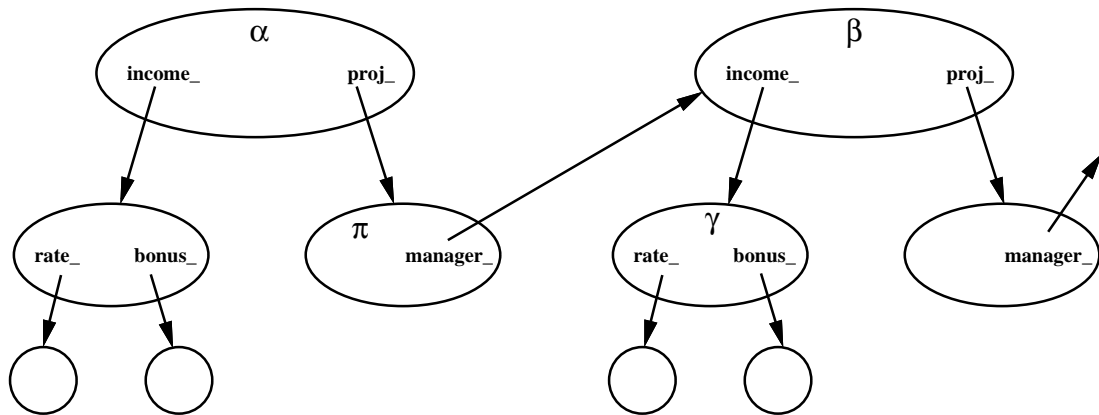 α β
income_ proj_ income_ proj_
π γ
rate_ bonus_ manager_ rate_ bonus_ manager_